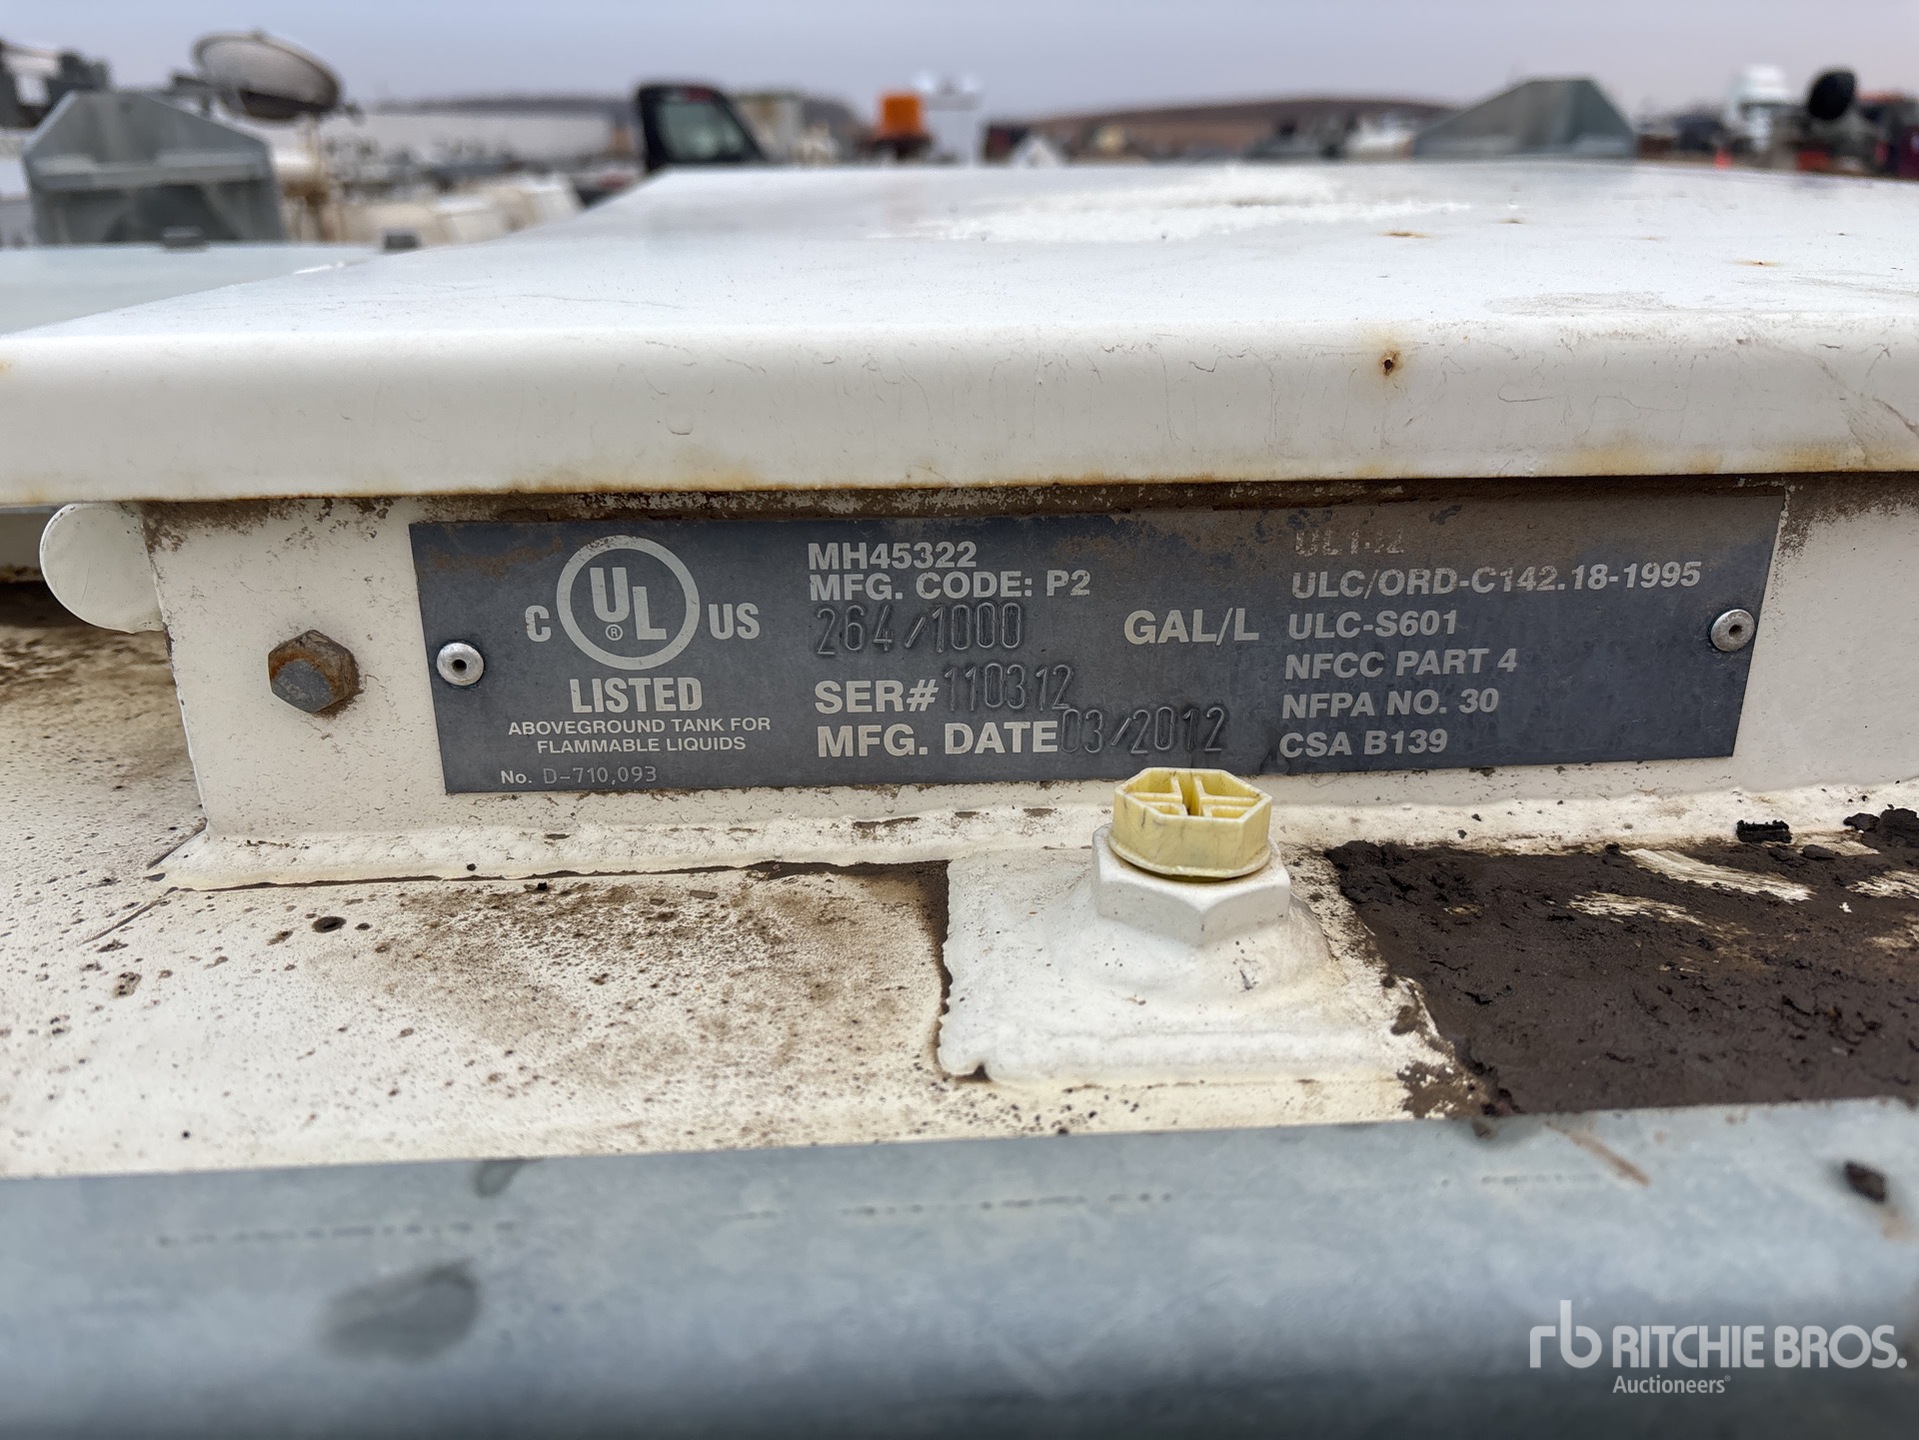 C UL ® US
LISTED
ABOVEGROUND TANK FOR
FLAMMABLE LIQUIDS
No. D-710,093
MH45322
MFG. CODE: P2
264/1000 GAL/L
SER# 110312
MFG. DATE 03/2012
ULC/ORD-C142.18-1995
ULC-S601
NFCC PART 4
NFPA NO. 30
CSA B139
rb RITCHIE BROS.
Auctioneers®